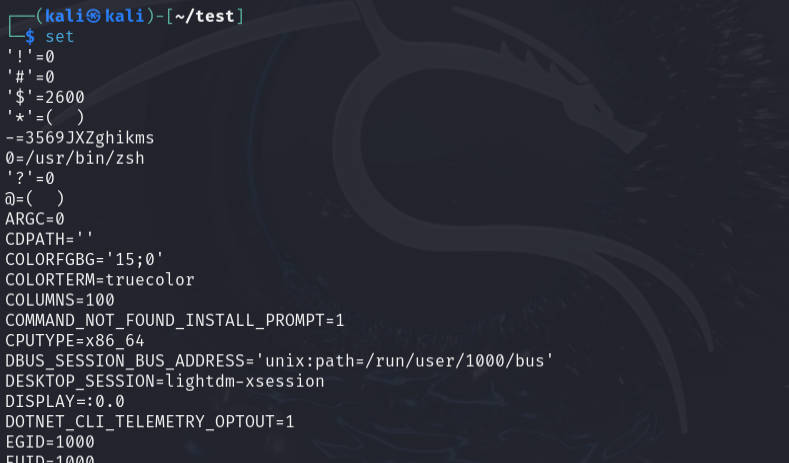 ┌──(kali㉿kali)-[~/test]
└─$ set
'!'=0
'#'=0
'$'=2600
'*'=(  )
-=3569JXZghikms
0=/usr/bin/zsh
'?'=0
@=(  )
ARGC=0
CDPATH=''
COLORFGBG='15;0'
COLORTERM=truecolor
COLUMNS=100
COMMAND_NOT_FOUND_INSTALL_PROMPT=1
CPUTYPE=x86_64
DBUS_SESSION_BUS_ADDRESS='unix:path=/run/user/1000/bus'
DESKTOP_SESSION=lightdm-xsession
DISPLAY=:0.0
DOTNET_CLI_TELEMETRY_OPTOUT=1
EGID=1000
EUID=1000